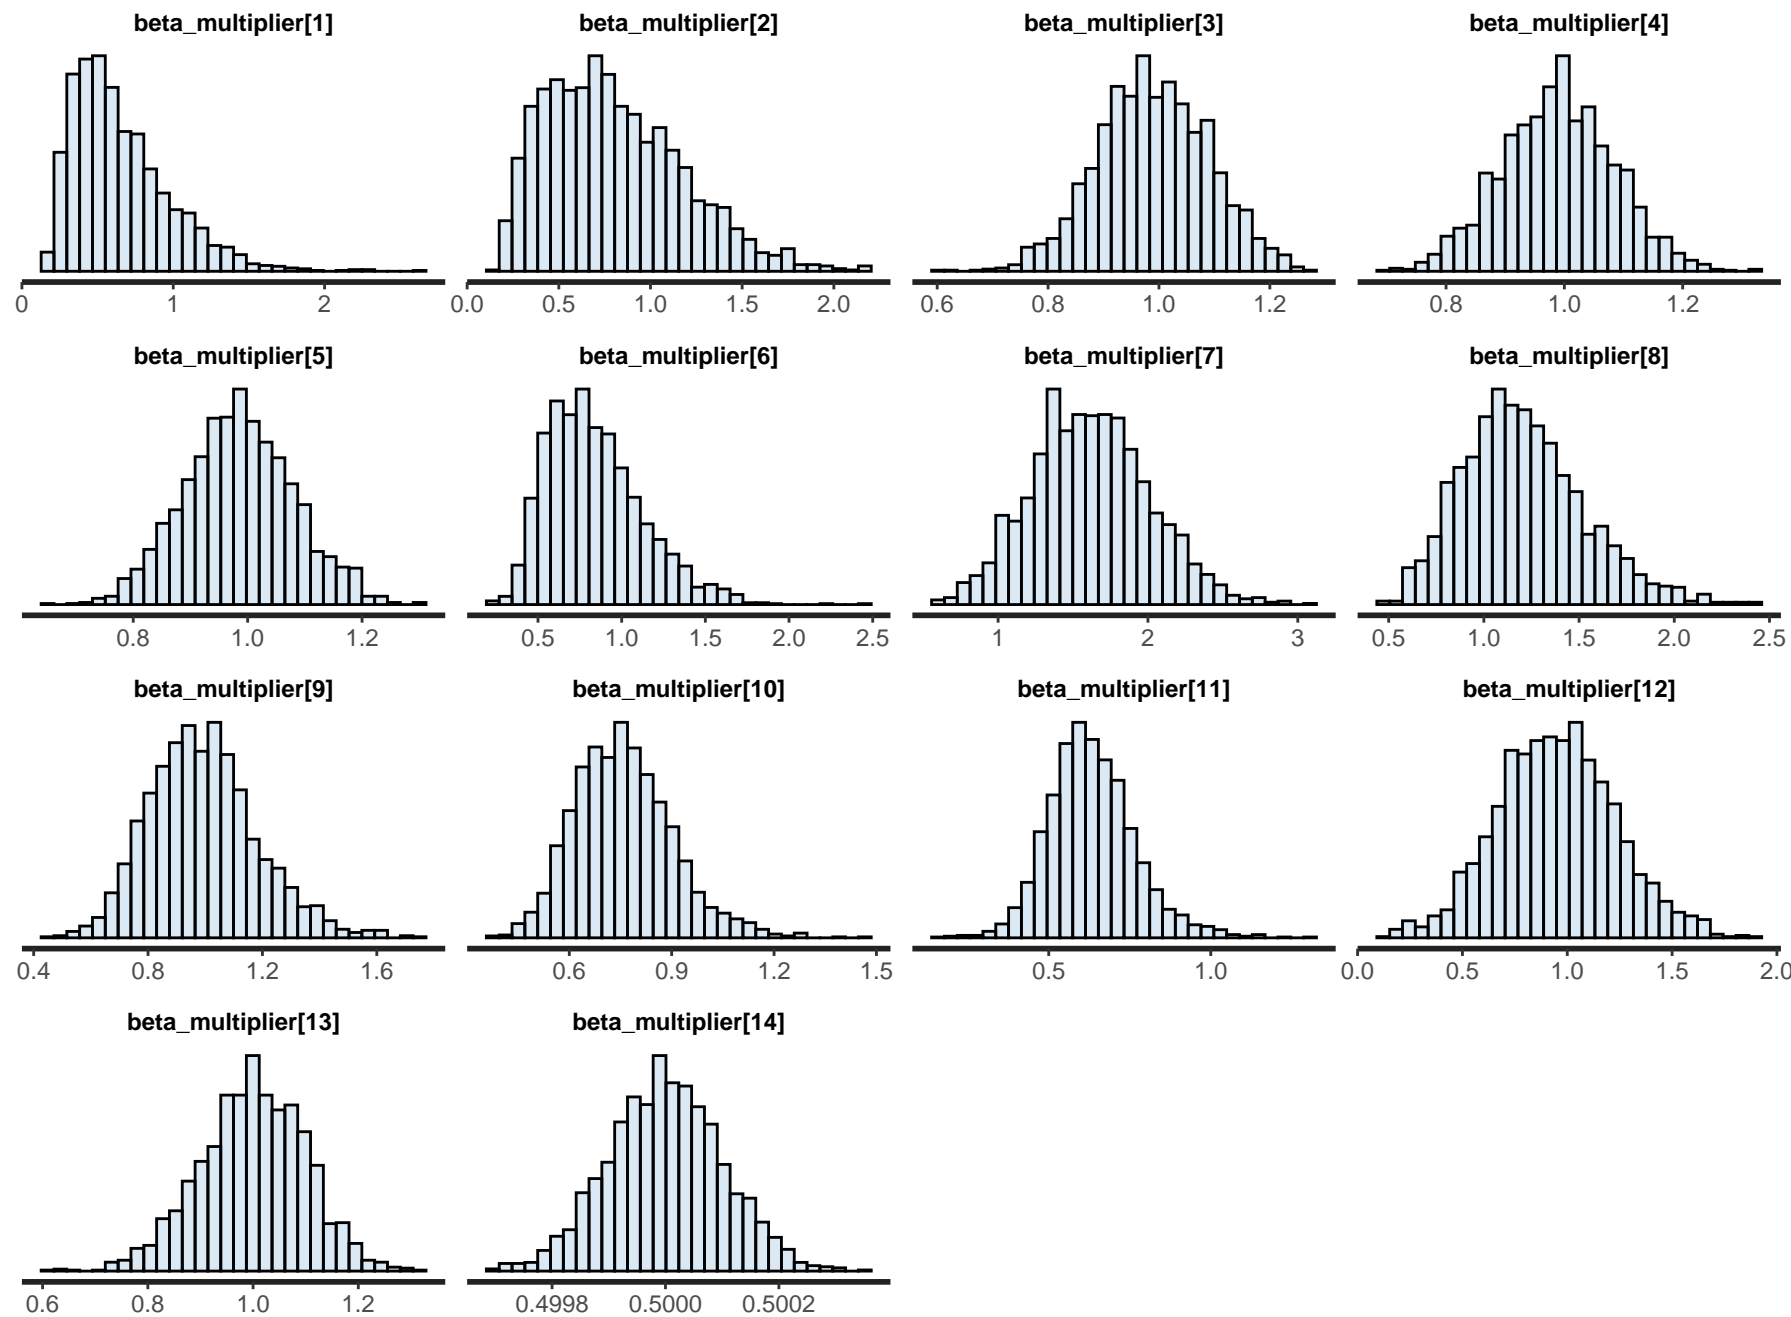 beta_multiplier[1] beta_multiplier[2] beta_multiplier[3] beta_multiplier[4]
0 1 2 0.0 0.5 1.0 1.5 2.0 0.6 0.8 1.0 1.2 0.8 1.0 1.2
beta_multiplier[5] beta_multiplier[6] beta_multiplier[7] beta_multiplier[8]
0.8 1.0 1.2 0.5 1.0 1.5 2.0 2.5 1 2 3 0.5 1.0 1.5 2.0 2.5
beta_multiplier[9] beta_multiplier[10] beta_multiplier[11] beta_multiplier[12]
0.4 0.8 1.2 1.6 0.6 0.9 1.2 1.5 0.5 1.0 0.0 0.5 1.0 1.5 2.0
beta_multiplier[13] beta_multiplier[14]
0.6 0.8 1.0 1.2 0.4998 0.5000 0.5002